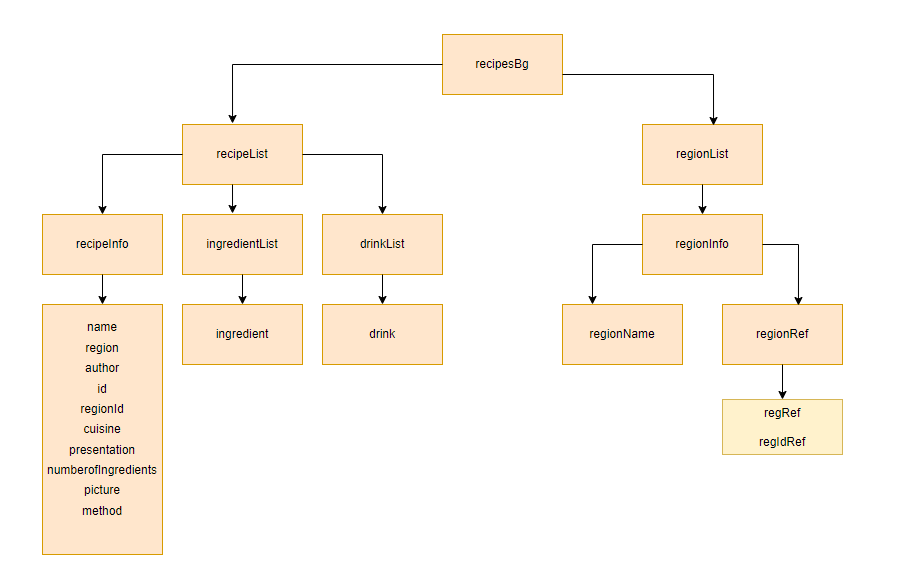 recipesBg
recipeList
regionList
recipeInfo
ingredientList
drinkList
regionInfo
name
region
author
id
regionId
cuisine
presentation
numberofIngredients
picture
method
ingredient
drink
regionName
regionRef
regRef
regIdRef